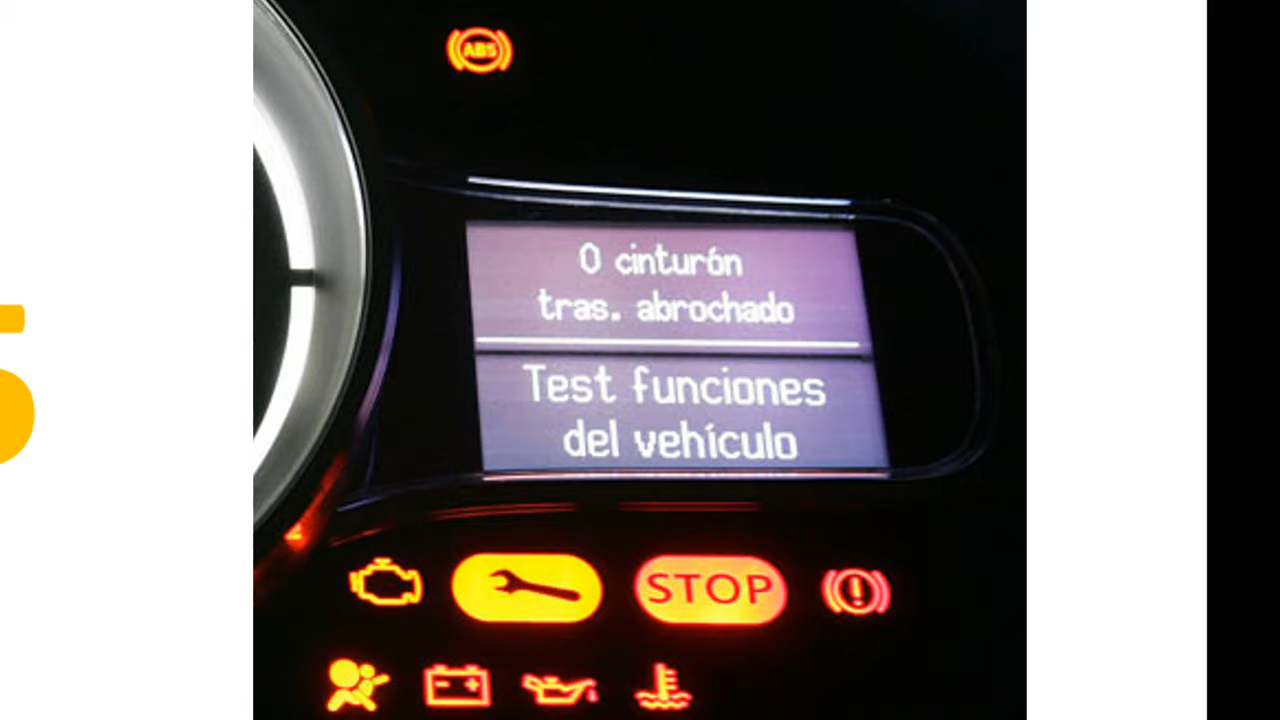 ABS
0 cinturón
tras. abrochado
Test funciones
del vehículo
STOP